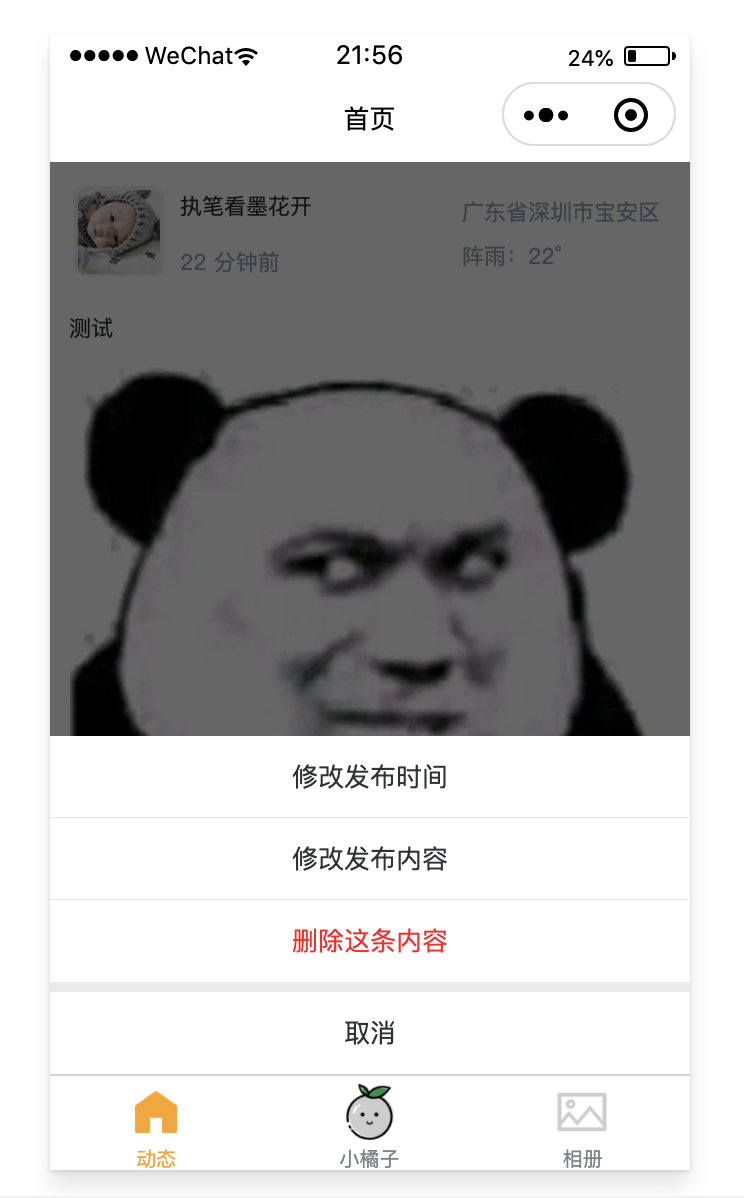 WeChat 21:56 24%
首页
执笔看墨花开
广东省深圳市宝安区
22 分钟前
阵雨：22°
测试
修改发布时间
修改发布内容
删除这条内容
取消
动态 小橘子 相册